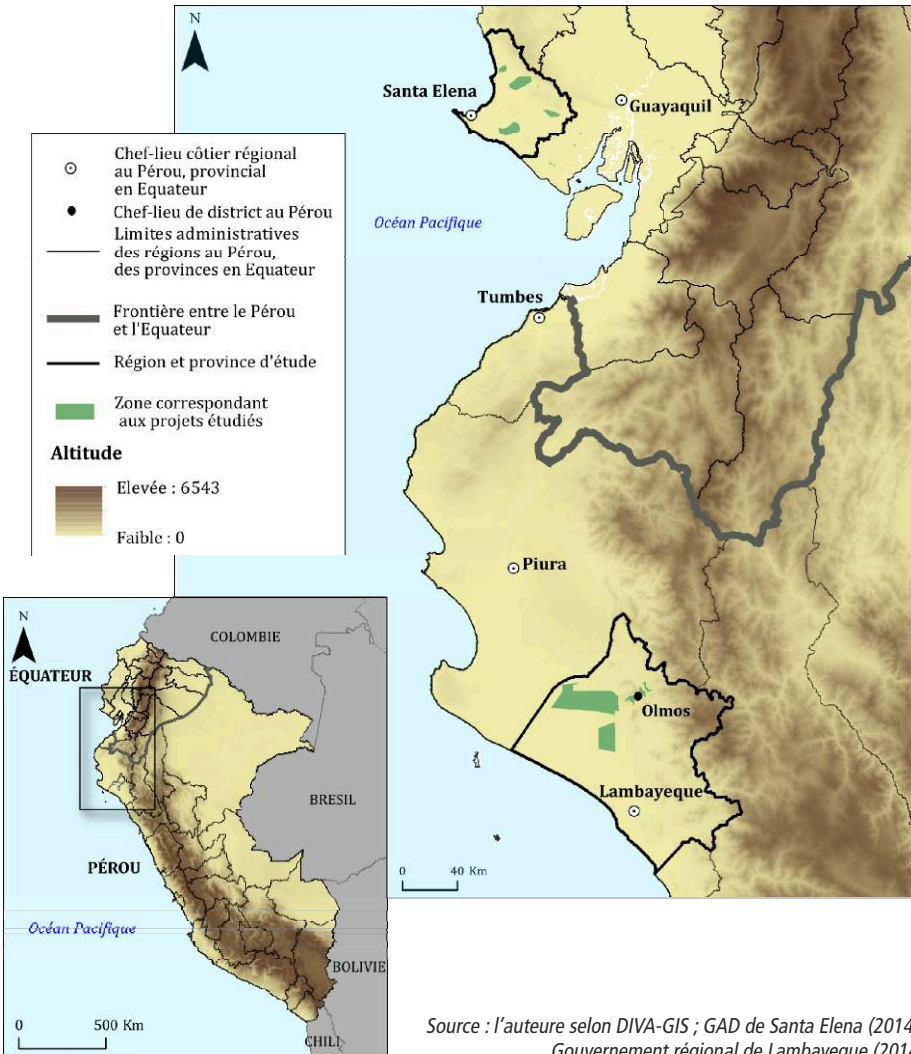 N
Santa Elena
Guayaquil
Océan Pacifique
Tumbes
Piura
Olmos
Lambayeque
0 40 Km
Chef-lieu côtier régional
au Pérou, provincial
en Equateur
Chef-lieu de district au Pérou
Limites administratives
des régions au Pérou,
des provinces en Equateur
Frontière entre le Pérou
et l'Equateur
Région et province d'étude
Zone correspondant
aux projets étudiés
Altitude
Elevée : 6543
Faible : 0
N
COLOMBIE
ÉQUATEUR
BRESIL
PÉROU
Océan Pacifique
BOLIVIE
CHILI
0 500 Km
Source : l'auteure selon DIVA-GIS ; GAD de Santa Elena (2014
Gouvernement régional de Lambayeque (201